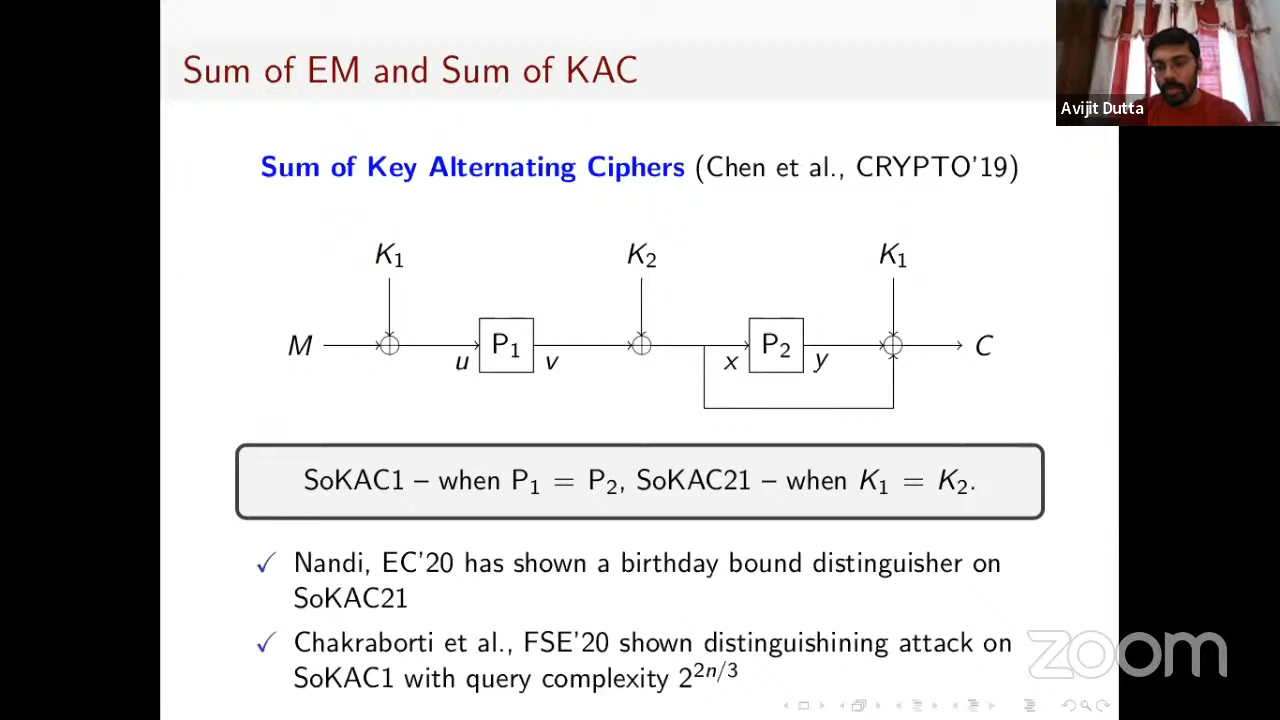 Sum of EM and Sum of KAC
Avijit Dutta
Sum of Key Alternating Ciphers (Chen et al., CRYPTO'19)
K₁ K₂ K₁
M P₁ P₂ C
u v x y
SoKAC1 – when P₁ = P₂, SoKAC21 – when K₁ = K₂.
✓ Nandi, EC'20 has shown a birthday bound distinguisher on
SoKAC21
✓ Chakraborti et al., FSE'20 shown distinguishining attack on
SoKAC1 with query complexity 2^{2n/3}
zoom